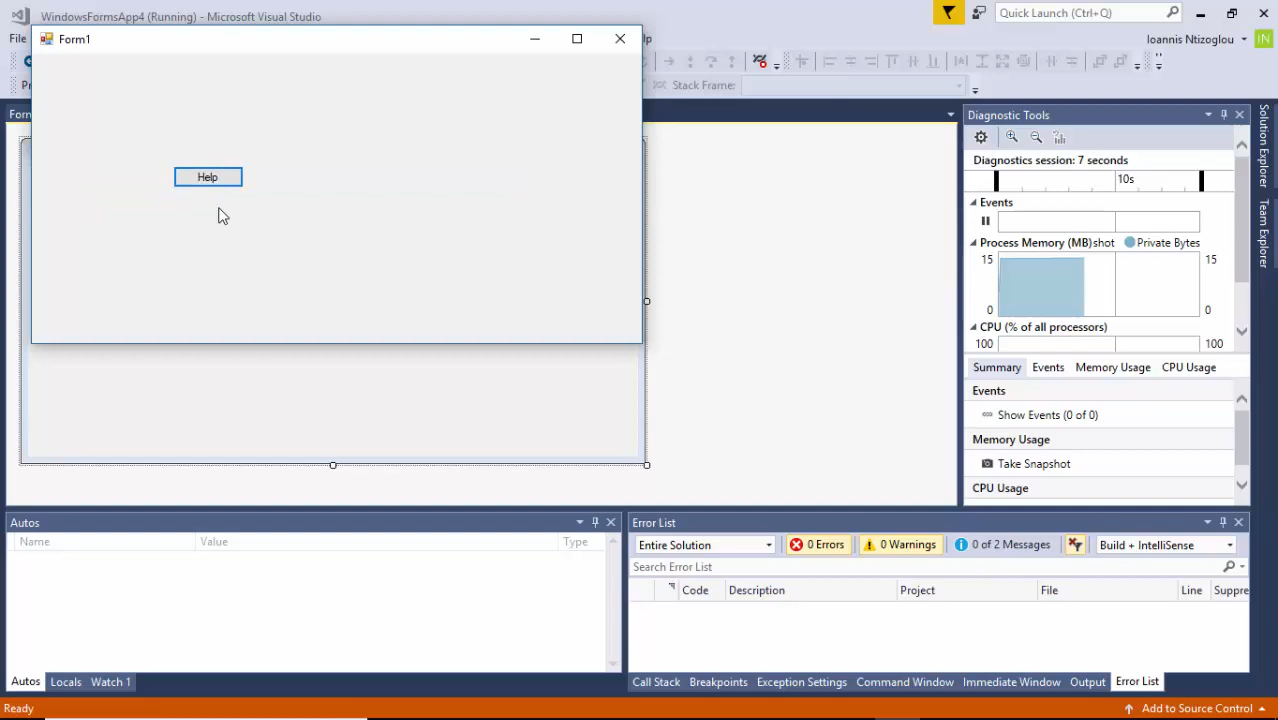 WindowsFormsApp4 (Running) - Microsoft Visual Studio
Quick Launch (Ctrl+Q)
Form1
File
Ioannis Ntizoglou
IN
Stack Frame:
Diagnostic Tools
Diagnostics session: 7 seconds
10s
Events
Process Memory (MB)
shot
Private Bytes
15
15
0
0
CPU (% of all processors)
100
100
Summary
Events
Memory Usage
CPU Usage
Events
Show Events (0 of 0)
Memory Usage
Take Snapshot
CPU Usage
Solution Explorer
Team Explorer
Help
Autos
Name
Value
Type
Autos
Locals
Watch 1
Error List
Entire Solution
0 Errors
0 Warnings
0 of 2 Messages
Build + IntelliSense
Search Error List
Code
Description
Project
File
Line
Suppre
Call Stack
Breakpoints
Exception Settings
Command Window
Immediate Window
Output
Error List
Ready
Add to Source Control